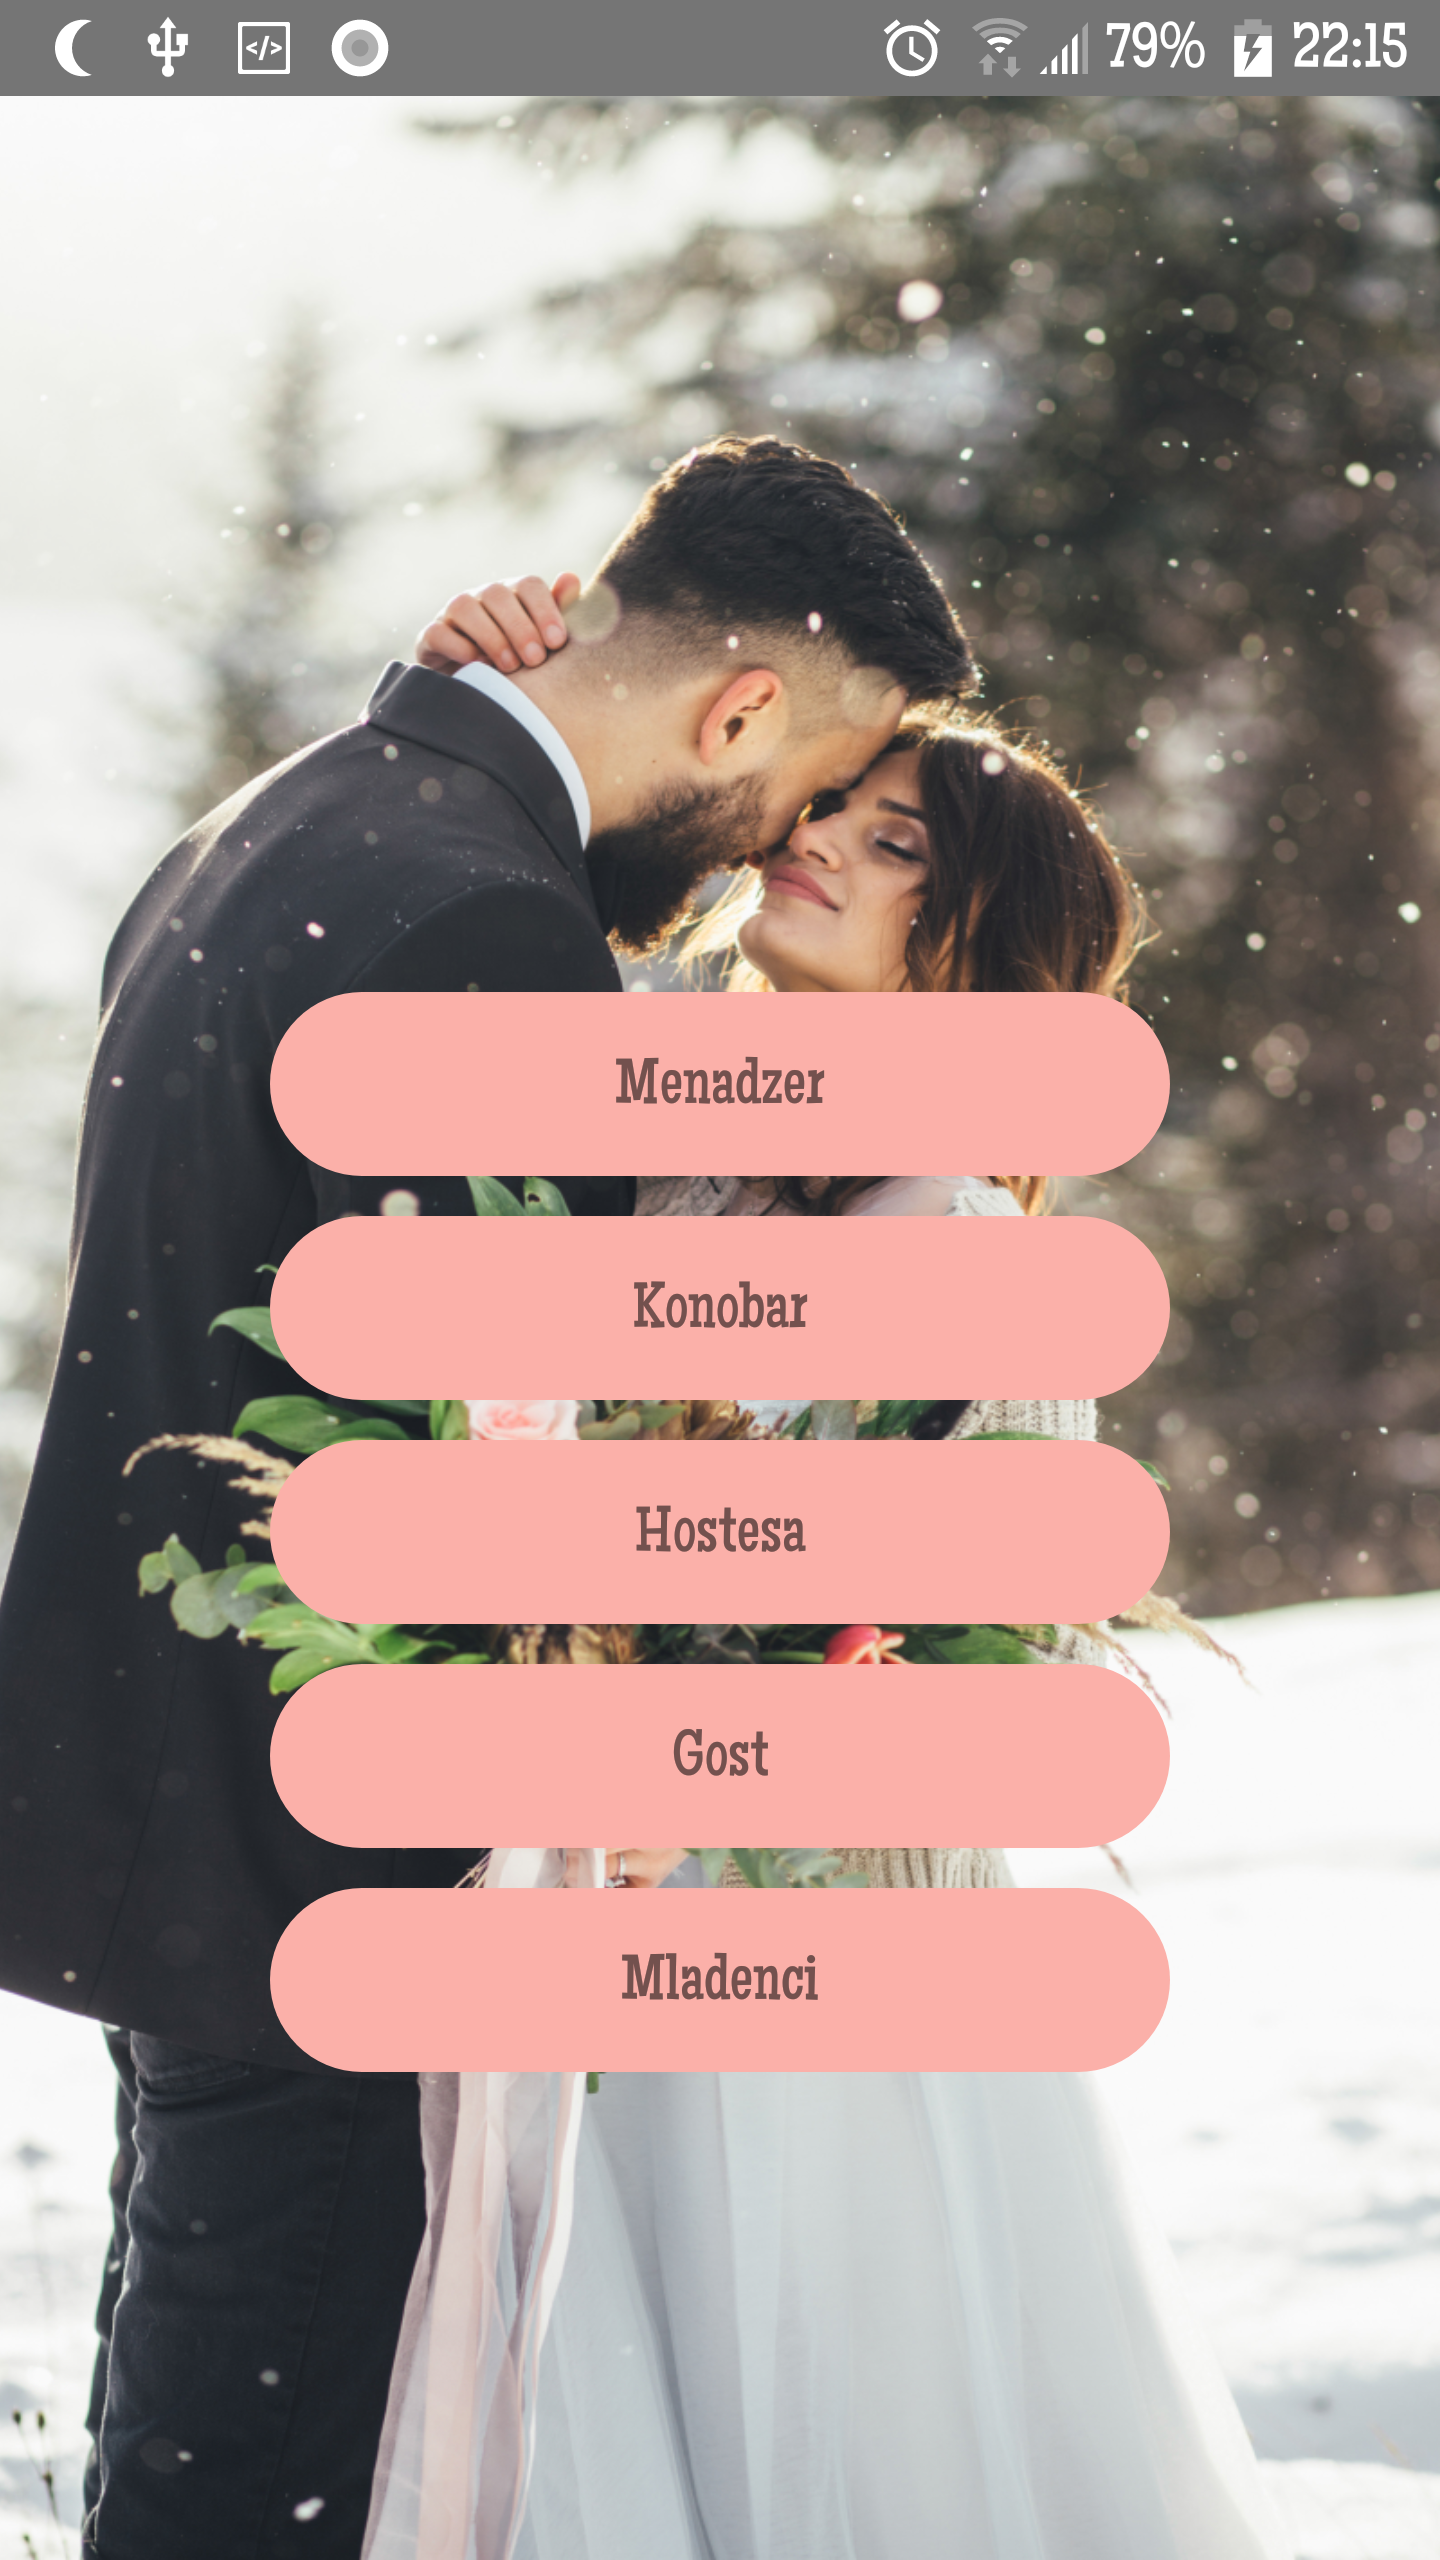 79% 22:15
Menadzer
Konobar
Hostesa
Gost
Mladenci